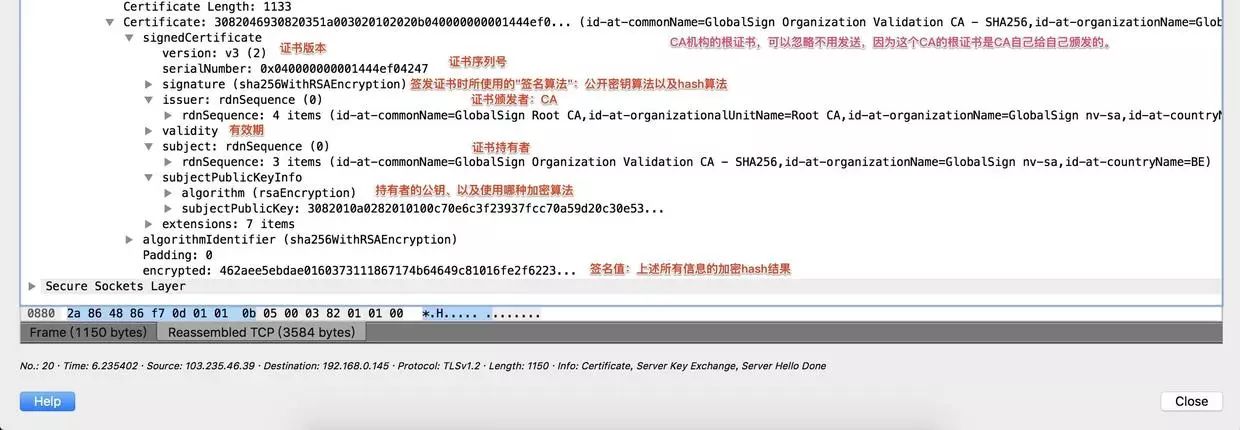 Certificate Length: 1133
Certificate: 3082046930820351a003020102020b040000000001444ef0... (id-at-commonName=GlobalSign Organization Validation CA - SHA256,id-at-organizationName=Glob
signedCertificate CA机构的根证书，可以忽略不用发送，因为这个CA的根证书是CA自己给自己颁发的。
version: v3 (2) 证书版本
serialNumber: 0x040000000001444ef04247 证书序列号
signature (sha256WithRSAEncryption) 签发证书时所使用的"签名算法"：公开密钥算法以及hash算法
issuer: rdnSequence (0) 证书颁发者：CA
rdnSequence: 4 items (id-at-commonName=GlobalSign Root CA,id-at-organizationalUnitName=Root CA,id-at-organizationName=GlobalSign nv-sa,id-at-country
validity 有效期
subject: rdnSequence (0) 证书持有者
rdnSequence: 3 items (id-at-commonName=GlobalSign Organization Validation CA - SHA256,id-at-organizationName=GlobalSign nv-sa,id-at-countryName=BE)
subjectPublicKeyInfo
algorithm (rsaEncryption) 持有者的公钥、以及使用哪种加密算法
subjectPublicKey: 3082010a0282010100c70e6c3f23937fcc70a59d20c30e53...
extensions: 7 items
algorithmIdentifier (sha256WithRSAEncryption)
Padding: 0
encrypted: 462aee5ebdae0160373111867174b64649c81016fe2f6223... 签名值：上述所有信息的加密hash结果
Secure Sockets Layer
0880 2a 86 48 86 f7 0d 01 01 0b 05 00 03 82 01 01 00 *.H..... ........
Frame (1150 bytes) Reassembled TCP (3584 bytes)
No.: 20 · Time: 6.235402 · Source: 103.235.46.39 · Destination: 192.168.0.145 · Protocol: TLSv1.2 · Length: 1150 · Info: Certificate, Server Key Exchange, Server Hello Done
Help Close